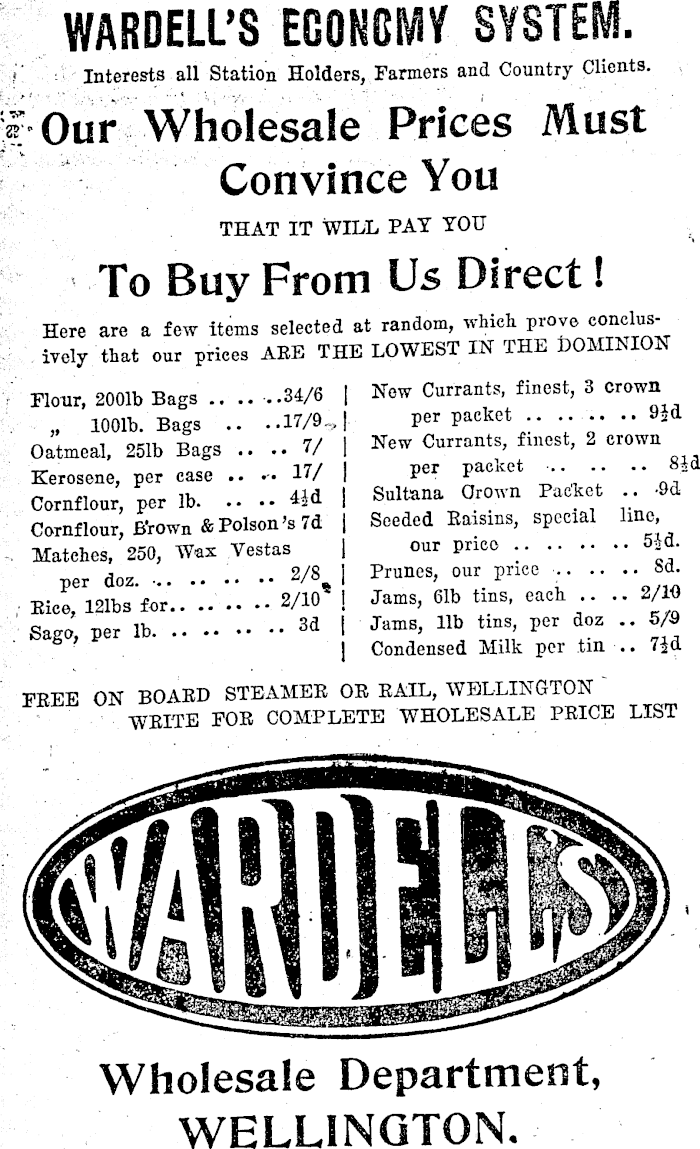 WARDELL'S ECONOMY SYSTEM.
Interests all Station Holders, Farmers and Country Clients.
Our Wholesale Prices Must
Convince You
THAT IT WILL PAY YOU
To Buy From Us Direct!
Here are a few items selected at random, which prove conclus-
ively that our prices ARE THE LOWEST IN THE DOMINION
Flour, 200lb Bags .. .. ..34/6
„ 100lb. Bags .. ..17/9
Oatmeal, 25lb Bags .. .. 7/
Kerosene, per case .. .. 17/
Cornflour, per lb. .. .. 4½d
Cornflour, Brown & Polson's 7d
Matches, 250, Wax Vestas
per doz. .. .. .. .. .. 2/8
Rice, 12lbs for.. .. .. .. 2/10
Sago, per lb. .. .. .. .. 3d
New Currants, finest, 3 crown
per packet .. .. .. .. 9½d
New Currants, finest, 2 crown
per packet .. .. .. 8½d
Sultana Crown Packet .. 9d
Seeded Raisins, special line,
our price .. .. .. .. 5½d.
Prunes, our price .. .. .. 8d.
Jams, 6lb tins, each .. .. 2/10
Jams, 1lb tins, per doz .. 5/9
Condensed Milk per tin .. 7½d
FREE ON BOARD STEAMER OR RAIL, WELLINGTON
WRITE FOR COMPLETE WHOLESALE PRICE LIST
WARDELL'S
Wholesale Department,
WELLINGTON.